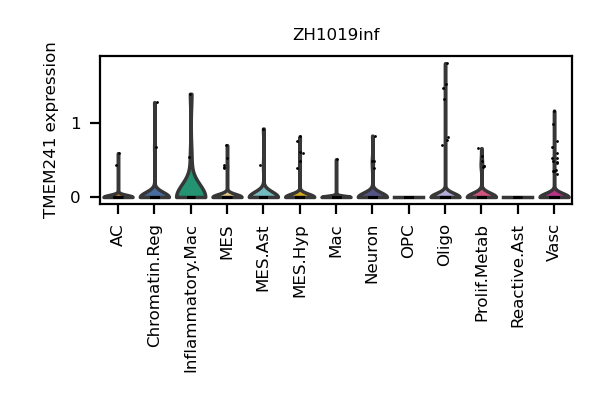 ZH1019inf
TMEM241 expression
1
0
AC
Chromatin.Reg
Inflammatory.Mac
MES
MES.Ast
MES.Hyp
Mac
Neuron
OPC
Oligo
Prolif.Metab
Reactive.Ast
Vasc